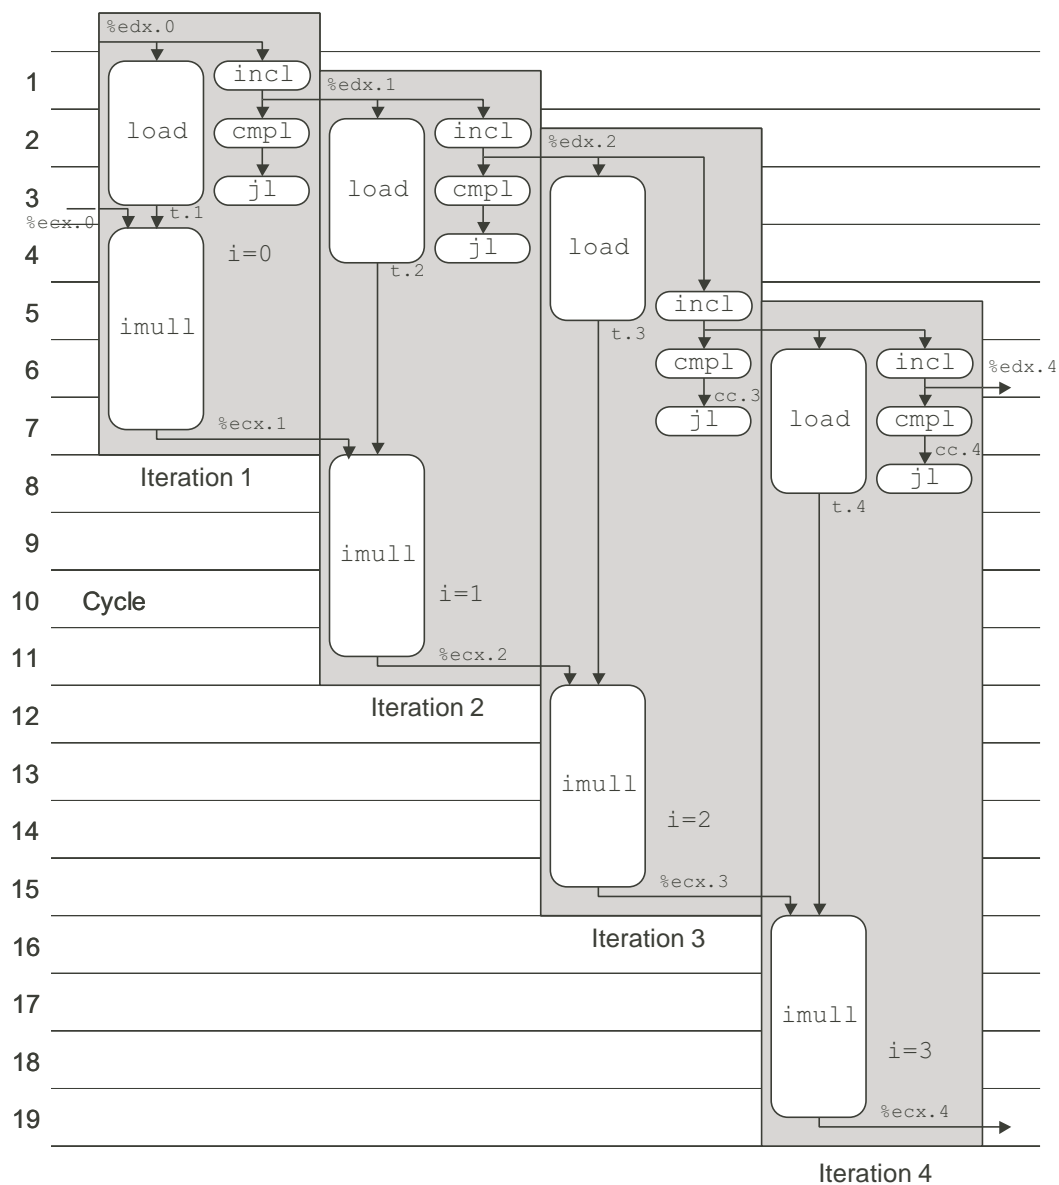 %edx.0
1
incl
%edx.1
load
2
cmpl
incl
%edx.2
load
3
jl
cmpl
%ecx.0
t.1
load
4
i=0
jl
t.2
5
incl
imull
t.3
6
cmpl
incl
%edx.4
cc.3
7
%ecx.1
jl
load
cmpl
cc.4
Iteration 1
8
jl
t.4
9
imull
10
Cycle
i=1
11
%ecx.2
12
Iteration 2
13
imull
14
i=2
15
%ecx.3
16
Iteration 3
17
imull
18
i=3
19
%ecx.4
Iteration 4